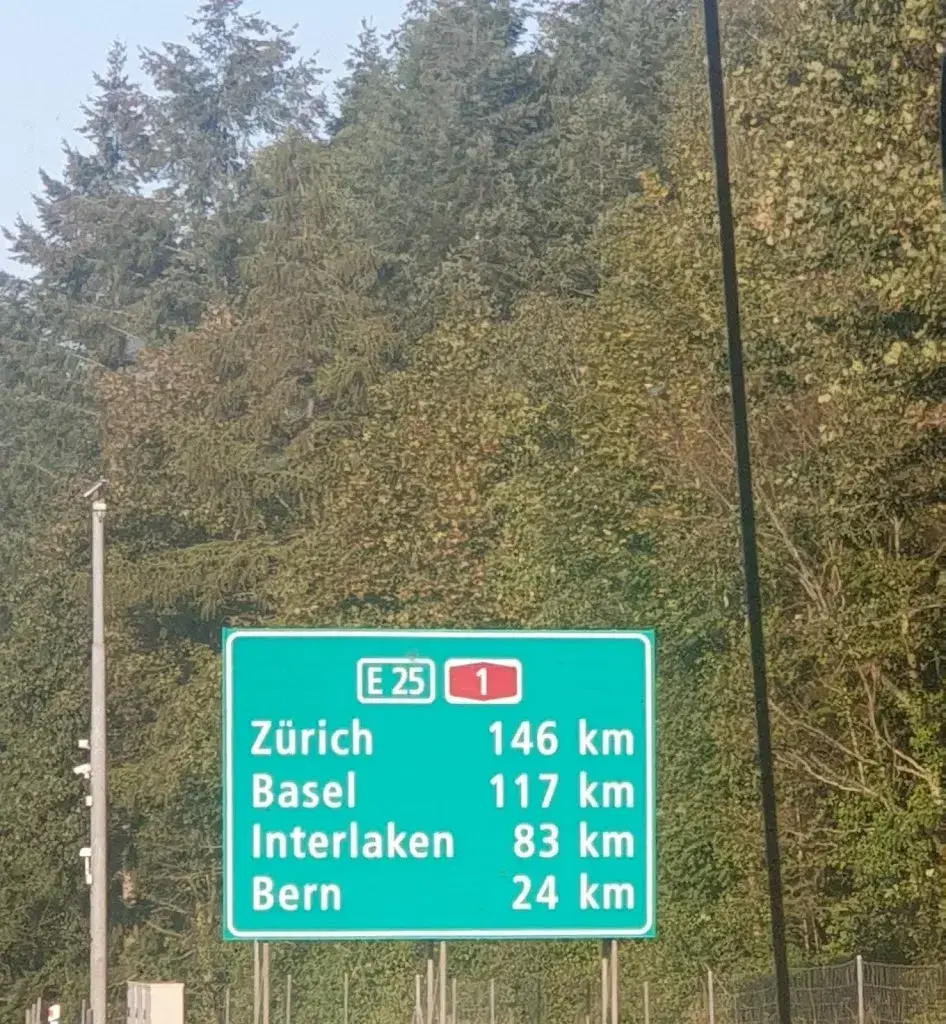 E 25 1
Zürich 146 km
Basel 117 km
Interlaken 83 km
Bern 24 km